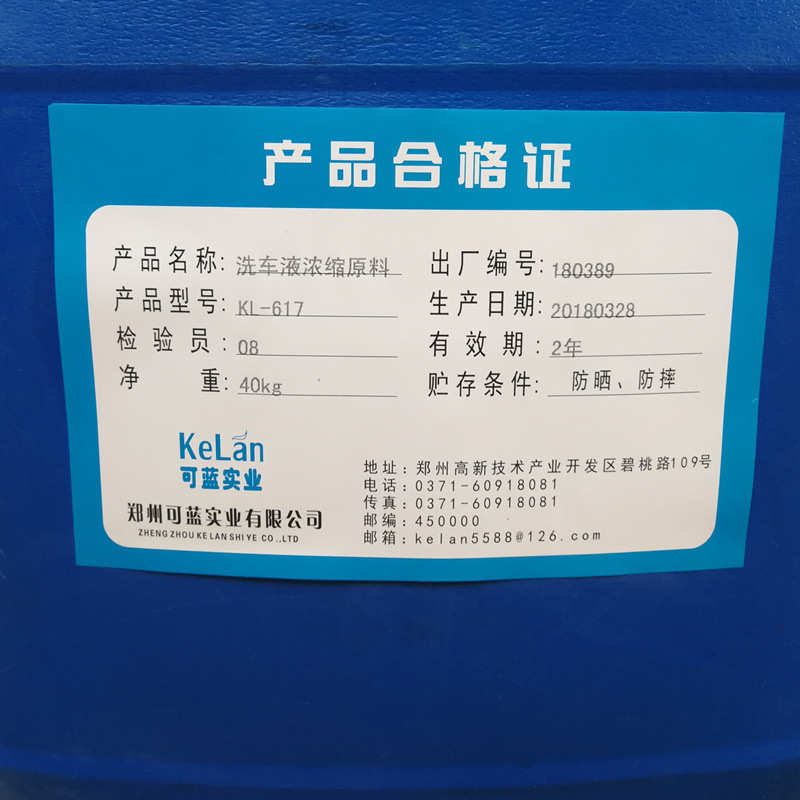 产品合格证
产品名称: 洗车液浓缩原料
出厂编号: 180389
产品型号: KL-617
生产日期: 20180328
检验员: 08
有效期: 2年
净重: 40kg
贮存条件: 防晒、防摔
KeLan
可蓝实业
郑州可蓝实业有限公司
ZHENG ZHOU KE LAN SHI YE CO.,LTD
地址: 郑州高新技术产业开发区碧桃路109号
电话: 0371-60918081
传真: 0371-60918081
邮编: 450000
邮箱: kelan5588@126.com